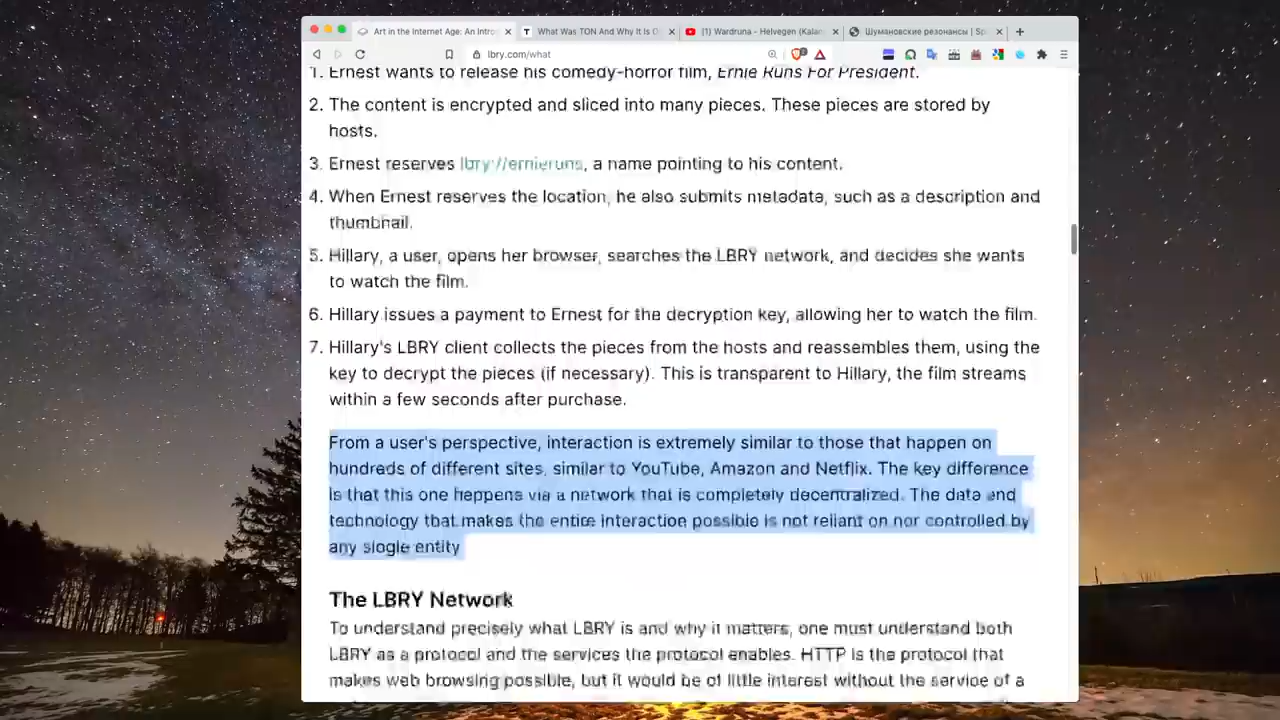 Art in the Internet Age: An Intro
What Was TON And Why It Is O
(1) Wardruna - Helvegen (Kalan
Шумановские резонансы | Sp
lbry.com/what
1. Ernest wants to release his comedy-horror film, Ernie Runs For President.
2. The content is encrypted and sliced into many pieces. These pieces are stored by
hosts.
3. Ernest reserves lbry://ernieruns, a name pointing to his content.
4. When Ernest reserves the location, he also submits metadata, such as a description and
thumbnail.
5. Hillary, a user, opens her browser, searches the LBRY network, and decides she wants
to watch the film.
6. Hillary issues a payment to Ernest for the decryption key, allowing her to watch the film.
7. Hillary's LBRY client collects the pieces from the hosts and reassembles them, using the
key to decrypt the pieces (if necessary). This is transparent to Hillary, the film streams
within a few seconds after purchase.
From a user's perspective, interaction is extremely similar to those that happen on
hundreds of different sites, similar to YouTube, Amazon and Netflix. The key difference
is that this one happens via a network that is completely decentralized. The data and
technology that makes the entire interaction possible is not reliant on nor controlled by
any single entity
The LBRY Network
To understand precisely what LBRY is and why it matters, one must understand both
LBRY as a protocol and the services the protocol enables. HTTP is the protocol that
makes web browsing possible, but it would be of little interest without the service of a